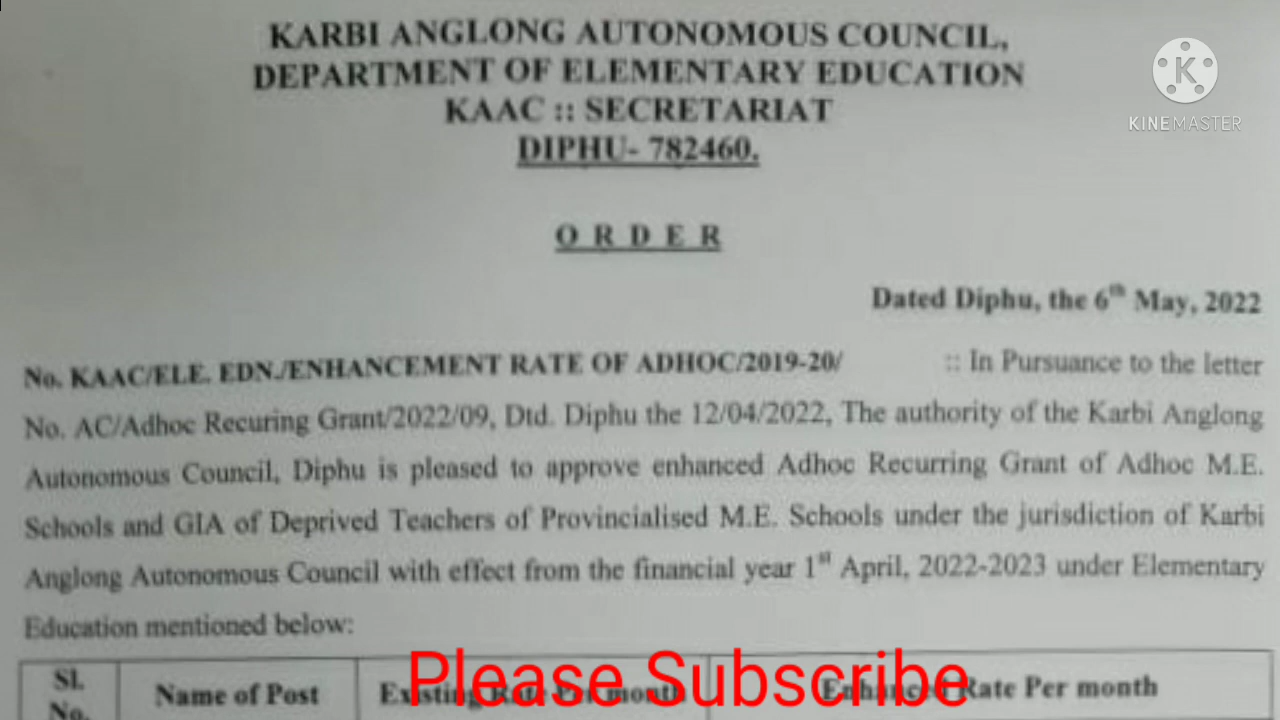 KARBI ANGLONG AUTONOMOUS COUNCIL,
DEPARTMENT OF ELEMENTARY EDUCATION
KAAC :: SECRETARIAT
DIPHU- 782460.
KINEMASTER
O R D E R
Dated Diphu, the 6th May, 2022
No. KAAC/ELE. EDN./ENHANCEMENT RATE OF ADHOC/2019-20/ :: In Pursuance to the letter
No. AC/Adhoc Recuring Grant/2022/09, Dtd. Diphu the 12/04/2022, The authority of the Karbi Anglong
Autonomous Council, Diphu is pleased to approve enhanced Adhoc Recurring Grant of Adhoc M.E.
Schools and GIA of Deprived Teachers of Provincialised M.E. Schools under the jurisdiction of Karbi
Anglong Autonomous Council with effect from the financial year 1st April, 2022-2023 under Elementary
Education mentioned below:
Sl. No. Name of Post Existing Rate Per month Enhanced Rate Per month
Please Subscribe